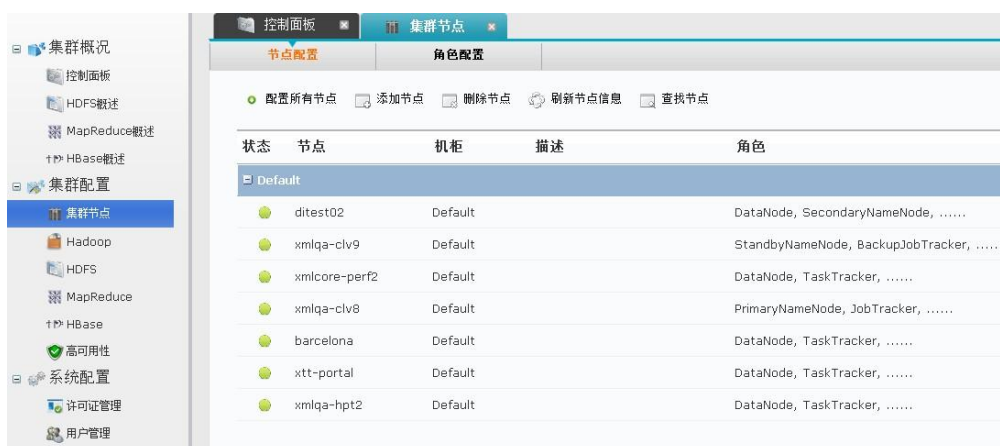 控制面板
集群节点
节点配置
角色配置
配置所有节点 添加节点 删除节点 刷新节点信息 查找节点
状态 节点 机柜 描述 角色
Default
ditest02 Default DataNode, SecondaryNameNode, ......
xmlqa-clv9 Default StandbyNameNode, BackupJobTracker, .....
xmlcore-perf2 Default DataNode, TaskTracker, ......
xmlqa-clv8 Default PrimaryNameNode, JobTracker, ......
barcelona Default DataNode, TaskTracker, ......
xtt-portal Default DataNode, TaskTracker, ......
xmlqa-hpt2 Default DataNode, TaskTracker, ......
集群概况
控制面板
HDFS概述
MapReduce概述
HBase概述
集群配置
集群节点
Hadoop
HDFS
MapReduce
HBase
高可用性
系统配置
许可证管理
用户管理